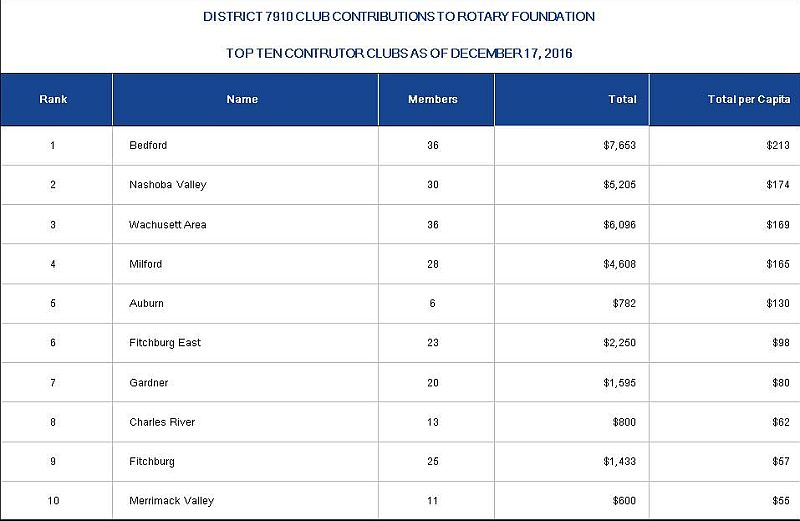 DISTRICT 7910 CLUB CONTRIBUTIONS TO ROTARY FOUNDATION
TOP TEN CONTRUTOR CLUBS AS OF DECEMBER 17, 2016
Rank Name Members Total Total per Capita
1 Bedford 36 $7,653 $213
2 Nashoba Valley 30 $5,205 $174
3 Wachusett Area 36 $6,096 $169
4 Milford 28 $4,608 $165
5 Auburn 6 $782 $130
6 Fitchburg East 23 $2,250 $98
7 Gardner 20 $1,595 $80
8 Charles River 13 $800 $62
9 Fitchburg 25 $1,433 $57
10 Merrimack Valley 11 $600 $55